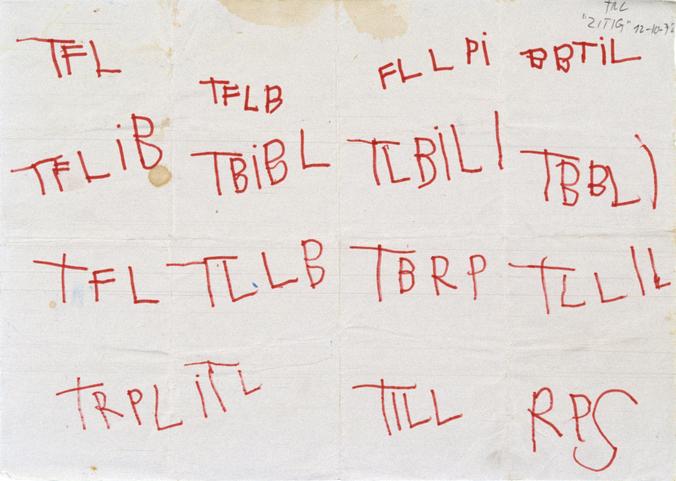 TFL
TFLB
FLLPi
BBTiL
TFLiB
TBiBL
TLBiLI
TBBL)
TFL
TLLB
TBRP
TLLIL
TRPLiTL
TILL
RPS
"ZITIG" 12-10-72